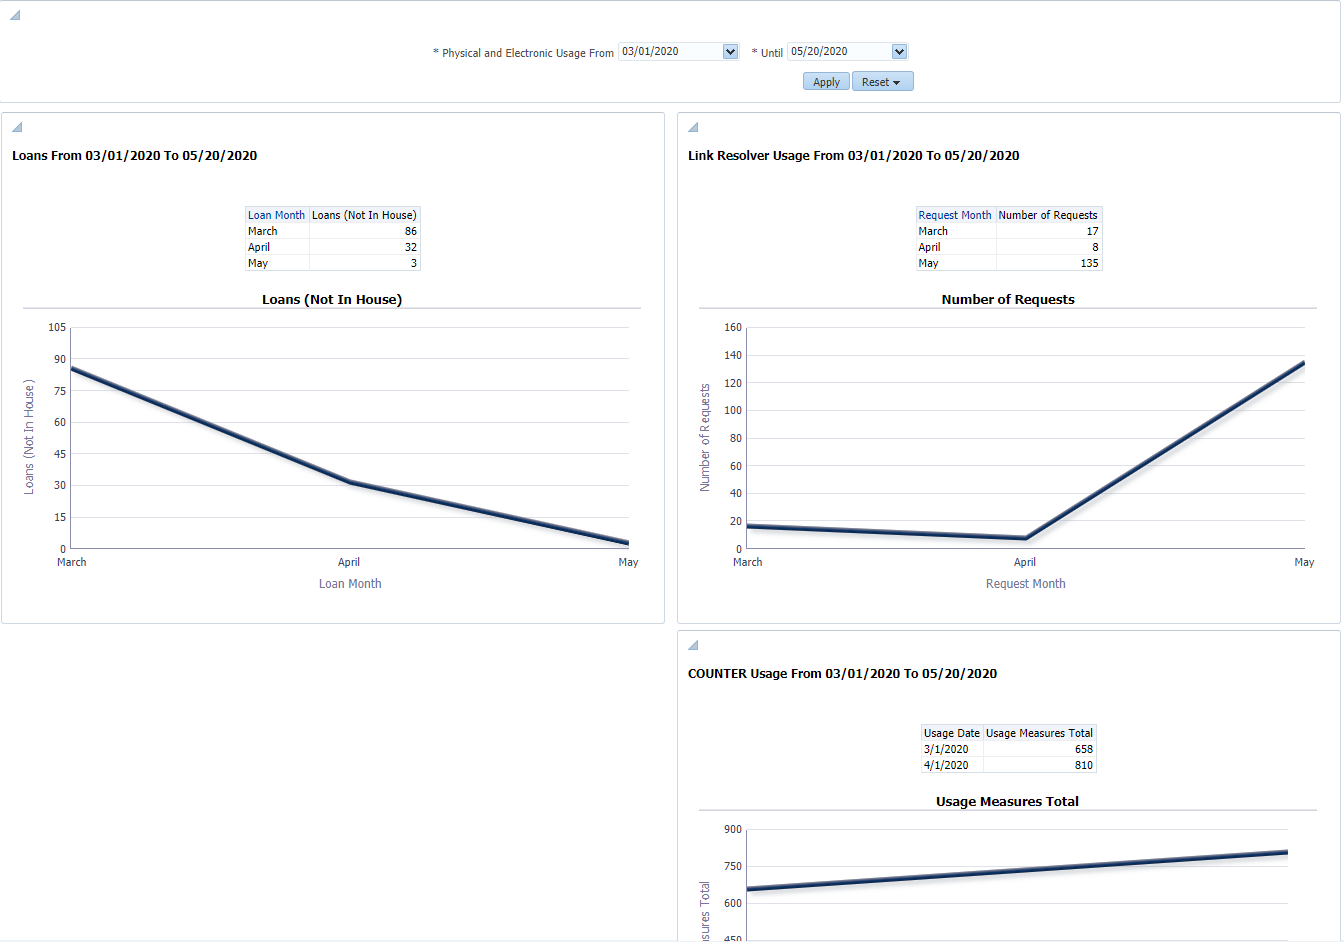 * Physical and Electronic Usage From 03/01/2020 * Until 05/20/2020
Apply Reset
Loans From 03/01/2020 To 05/20/2020
Loan Month Loans (Not In House)
March 86
April 32
May 3
Loans (Not In House)
105
90
75
60
45
30
15
0
Loans (Not In House)
March April May
Loan Month
Link Resolver Usage From 03/01/2020 To 05/20/2020
Request Month Number of Requests
March 17
April 8
May 135
Number of Requests
160
140
120
100
80
60
40
20
0
Number of Requests
March April May
Request Month
COUNTER Usage From 03/01/2020 To 05/20/2020
Usage Date Usage Measures Total
3/1/2020 658
4/1/2020 810
Usage Measures Total
900
750
600
450
Total